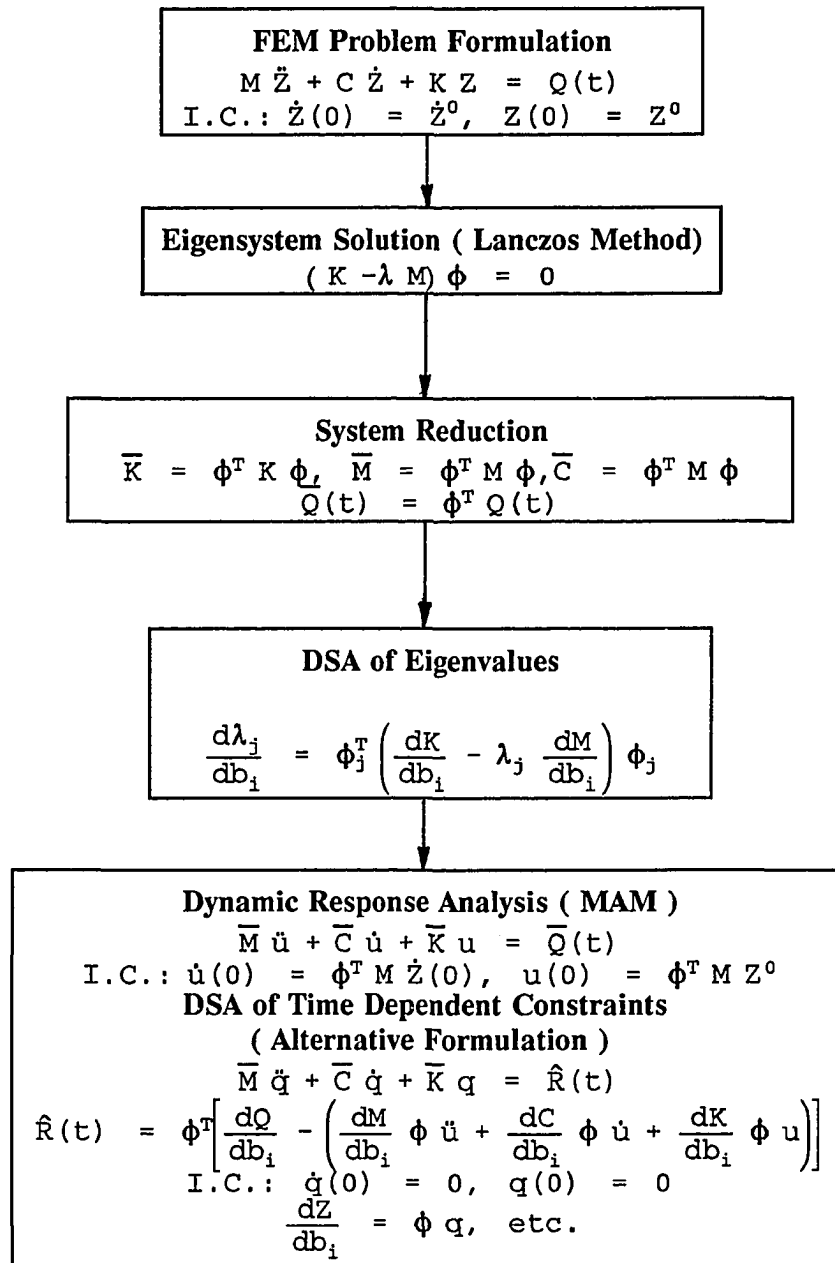 FEM Problem Formulation
M Z̈ + C Ż + K Z = Q(t)
I.C.: Ż(0) = Ż⁰, Z(0) = Z⁰
Eigensystem Solution ( Lanczos Method)
( K -λ M) ϕ = 0
System Reduction
K̅ = ϕᵀ K ϕ, M̅ = ϕᵀ M ϕ, C̅ = ϕᵀ M ϕ
Q̅(t) = ϕᵀ Q(t)
DSA of Eigenvalues
dλⱼ/dbᵢ = ϕⱼᵀ ( dK/dbᵢ - λⱼ dM/dbᵢ ) ϕⱼ
Dynamic Response Analysis ( MAM )
M̅ ü + C̅ u̇ + K̅ u = Q̅(t)
I.C.: u̇(0) = ϕᵀ M Ż(0), u(0) = ϕᵀ M Z⁰
DSA of Time Dependent Constraints
( Alternative Formulation )
M̅ q̈ + C̅ q̇ + K̅ q = R̂(t)
R̂(t) = ϕᵀ[ dQ/dbᵢ - ( dM/dbᵢ ϕ ü + dC/dbᵢ ϕ u̇ + dK/dbᵢ ϕ u ) ]
I.C.: q̇(0) = 0, q(0) = 0
dZ/dbᵢ = ϕ q, etc.